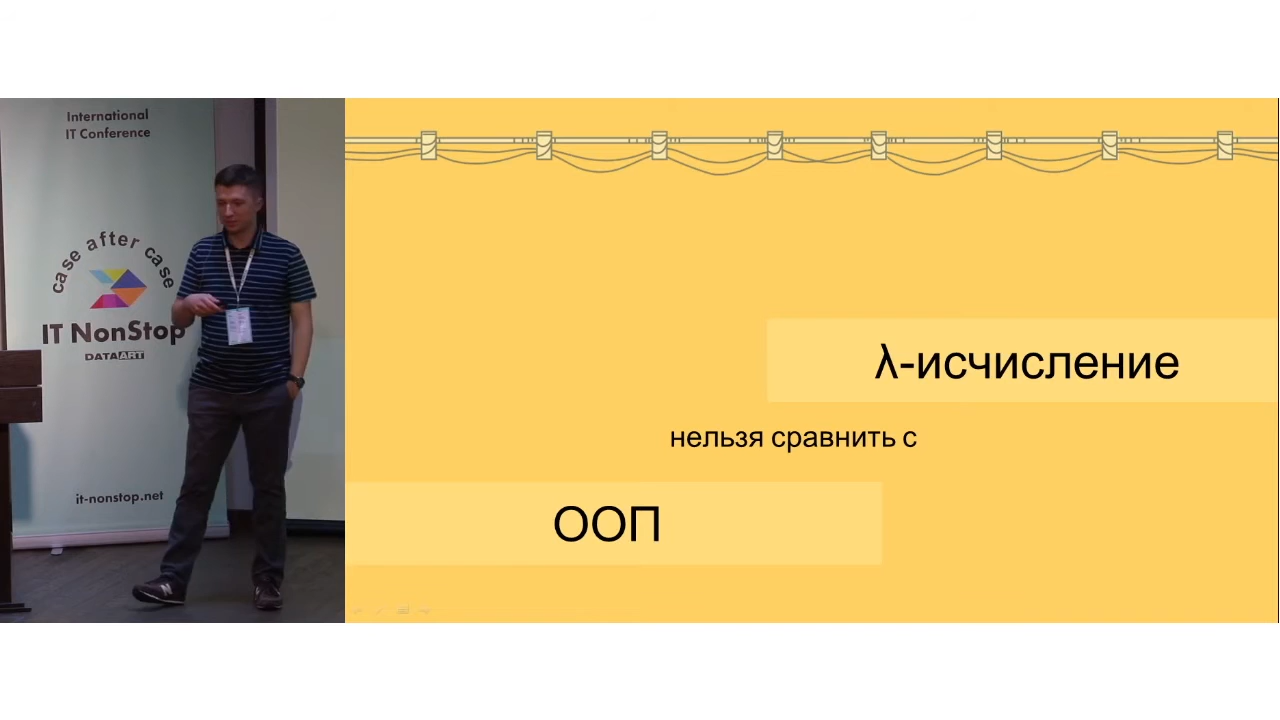 International
IT Conference
case after case
IT NonStop
DATAART
it-nonstop.net
λ-исчисление
нельзя сравнить с
ООП